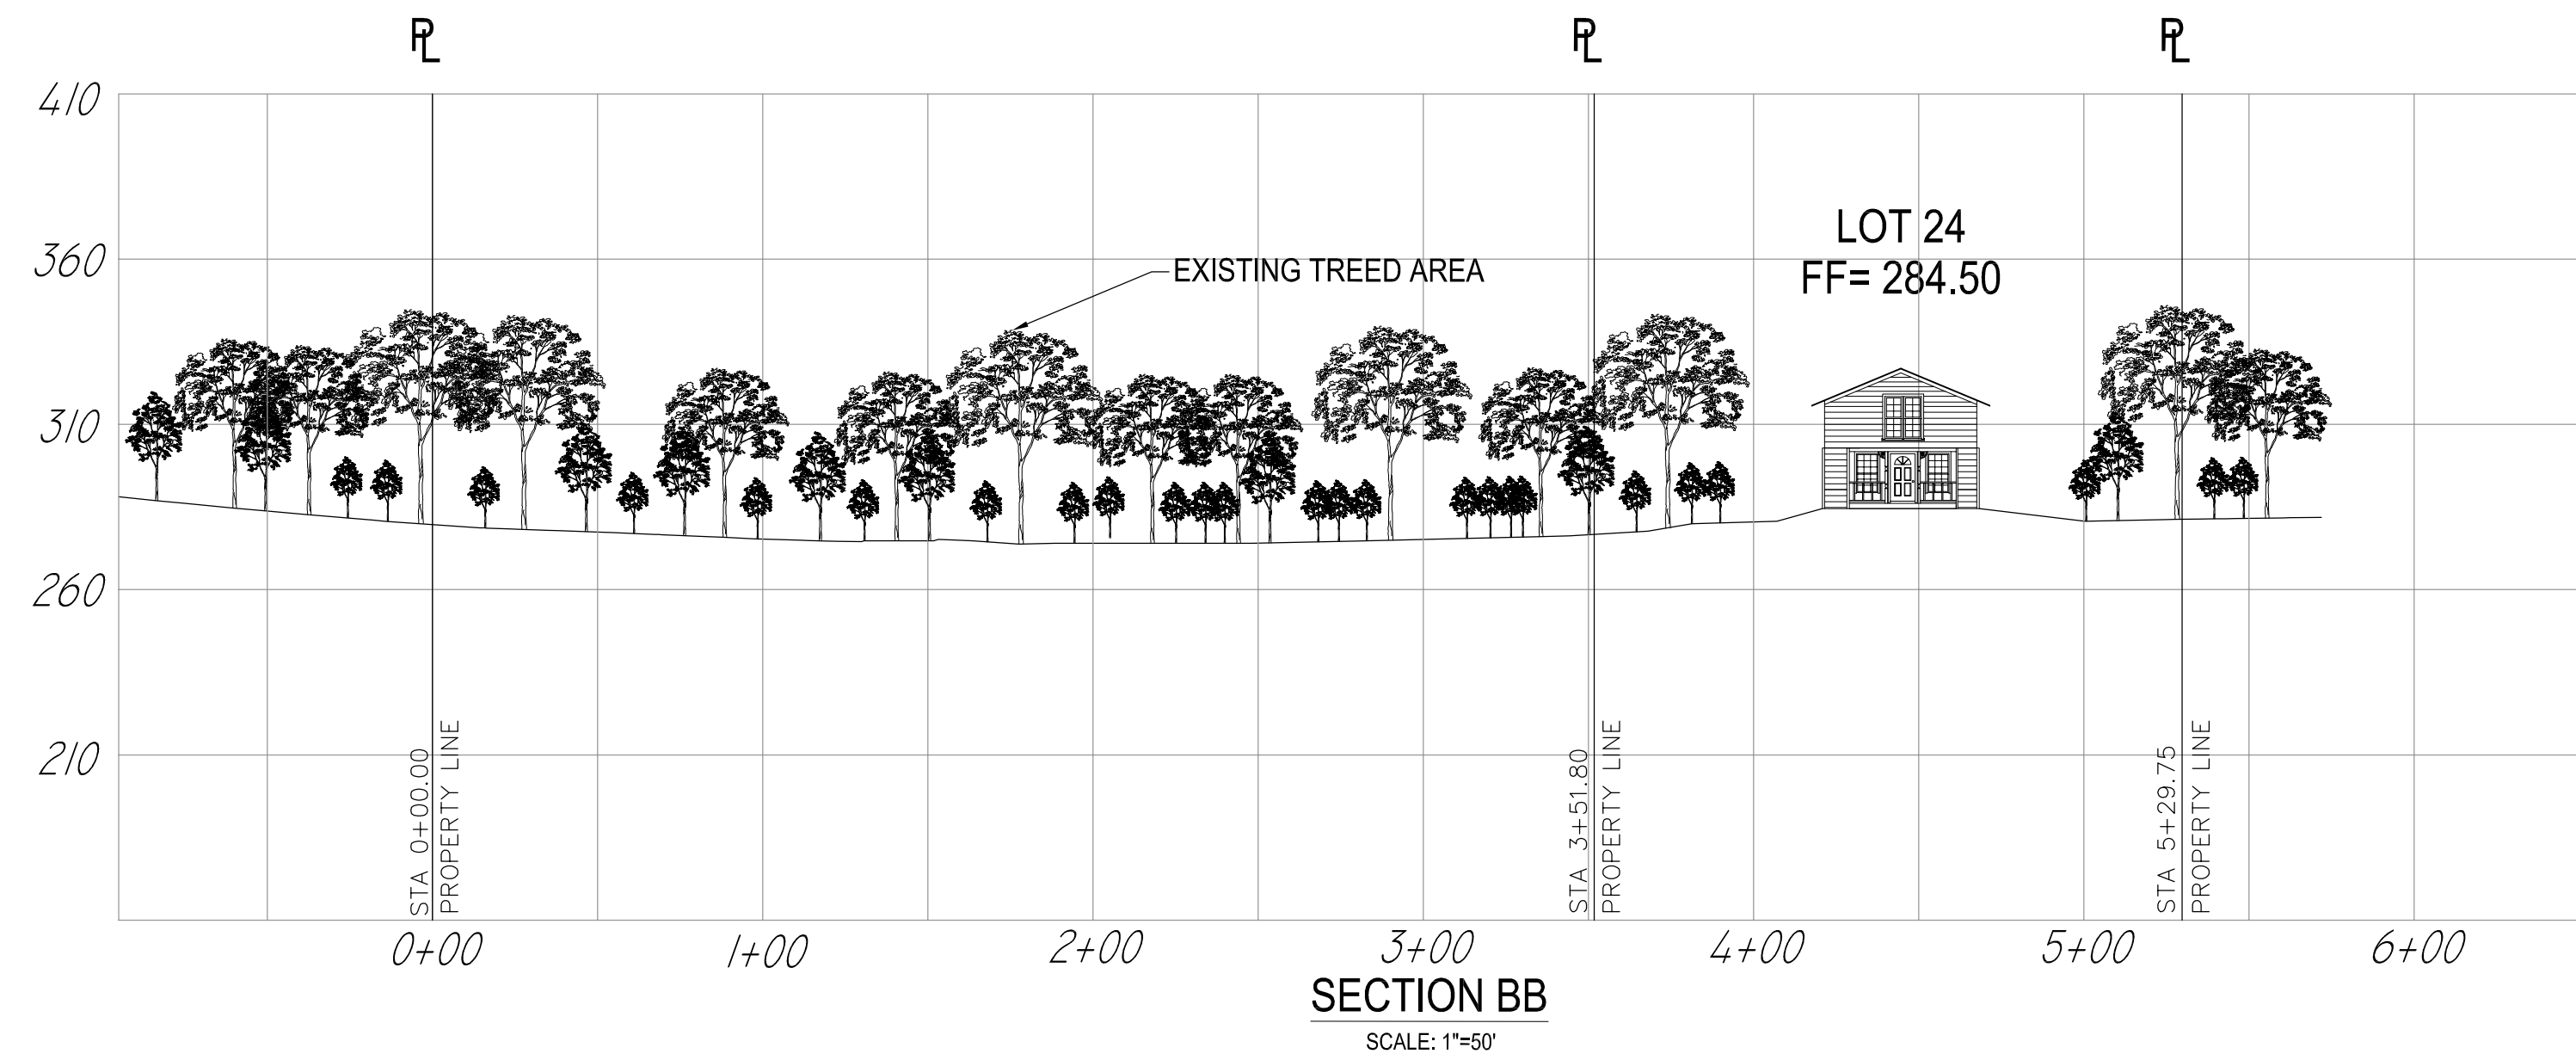 PL PL PL
410
360
310
260
210
LOT 24
FF= 284.50
EXISTING TREED AREA
STA 0+00.00
PROPERTY LINE
STA 3+51.80
PROPERTY LINE
STA 5+29.75
PROPERTY LINE
0+00 1+00 2+00 3+00 4+00 5+00 6+00
SECTION BB
SCALE: 1"=50'